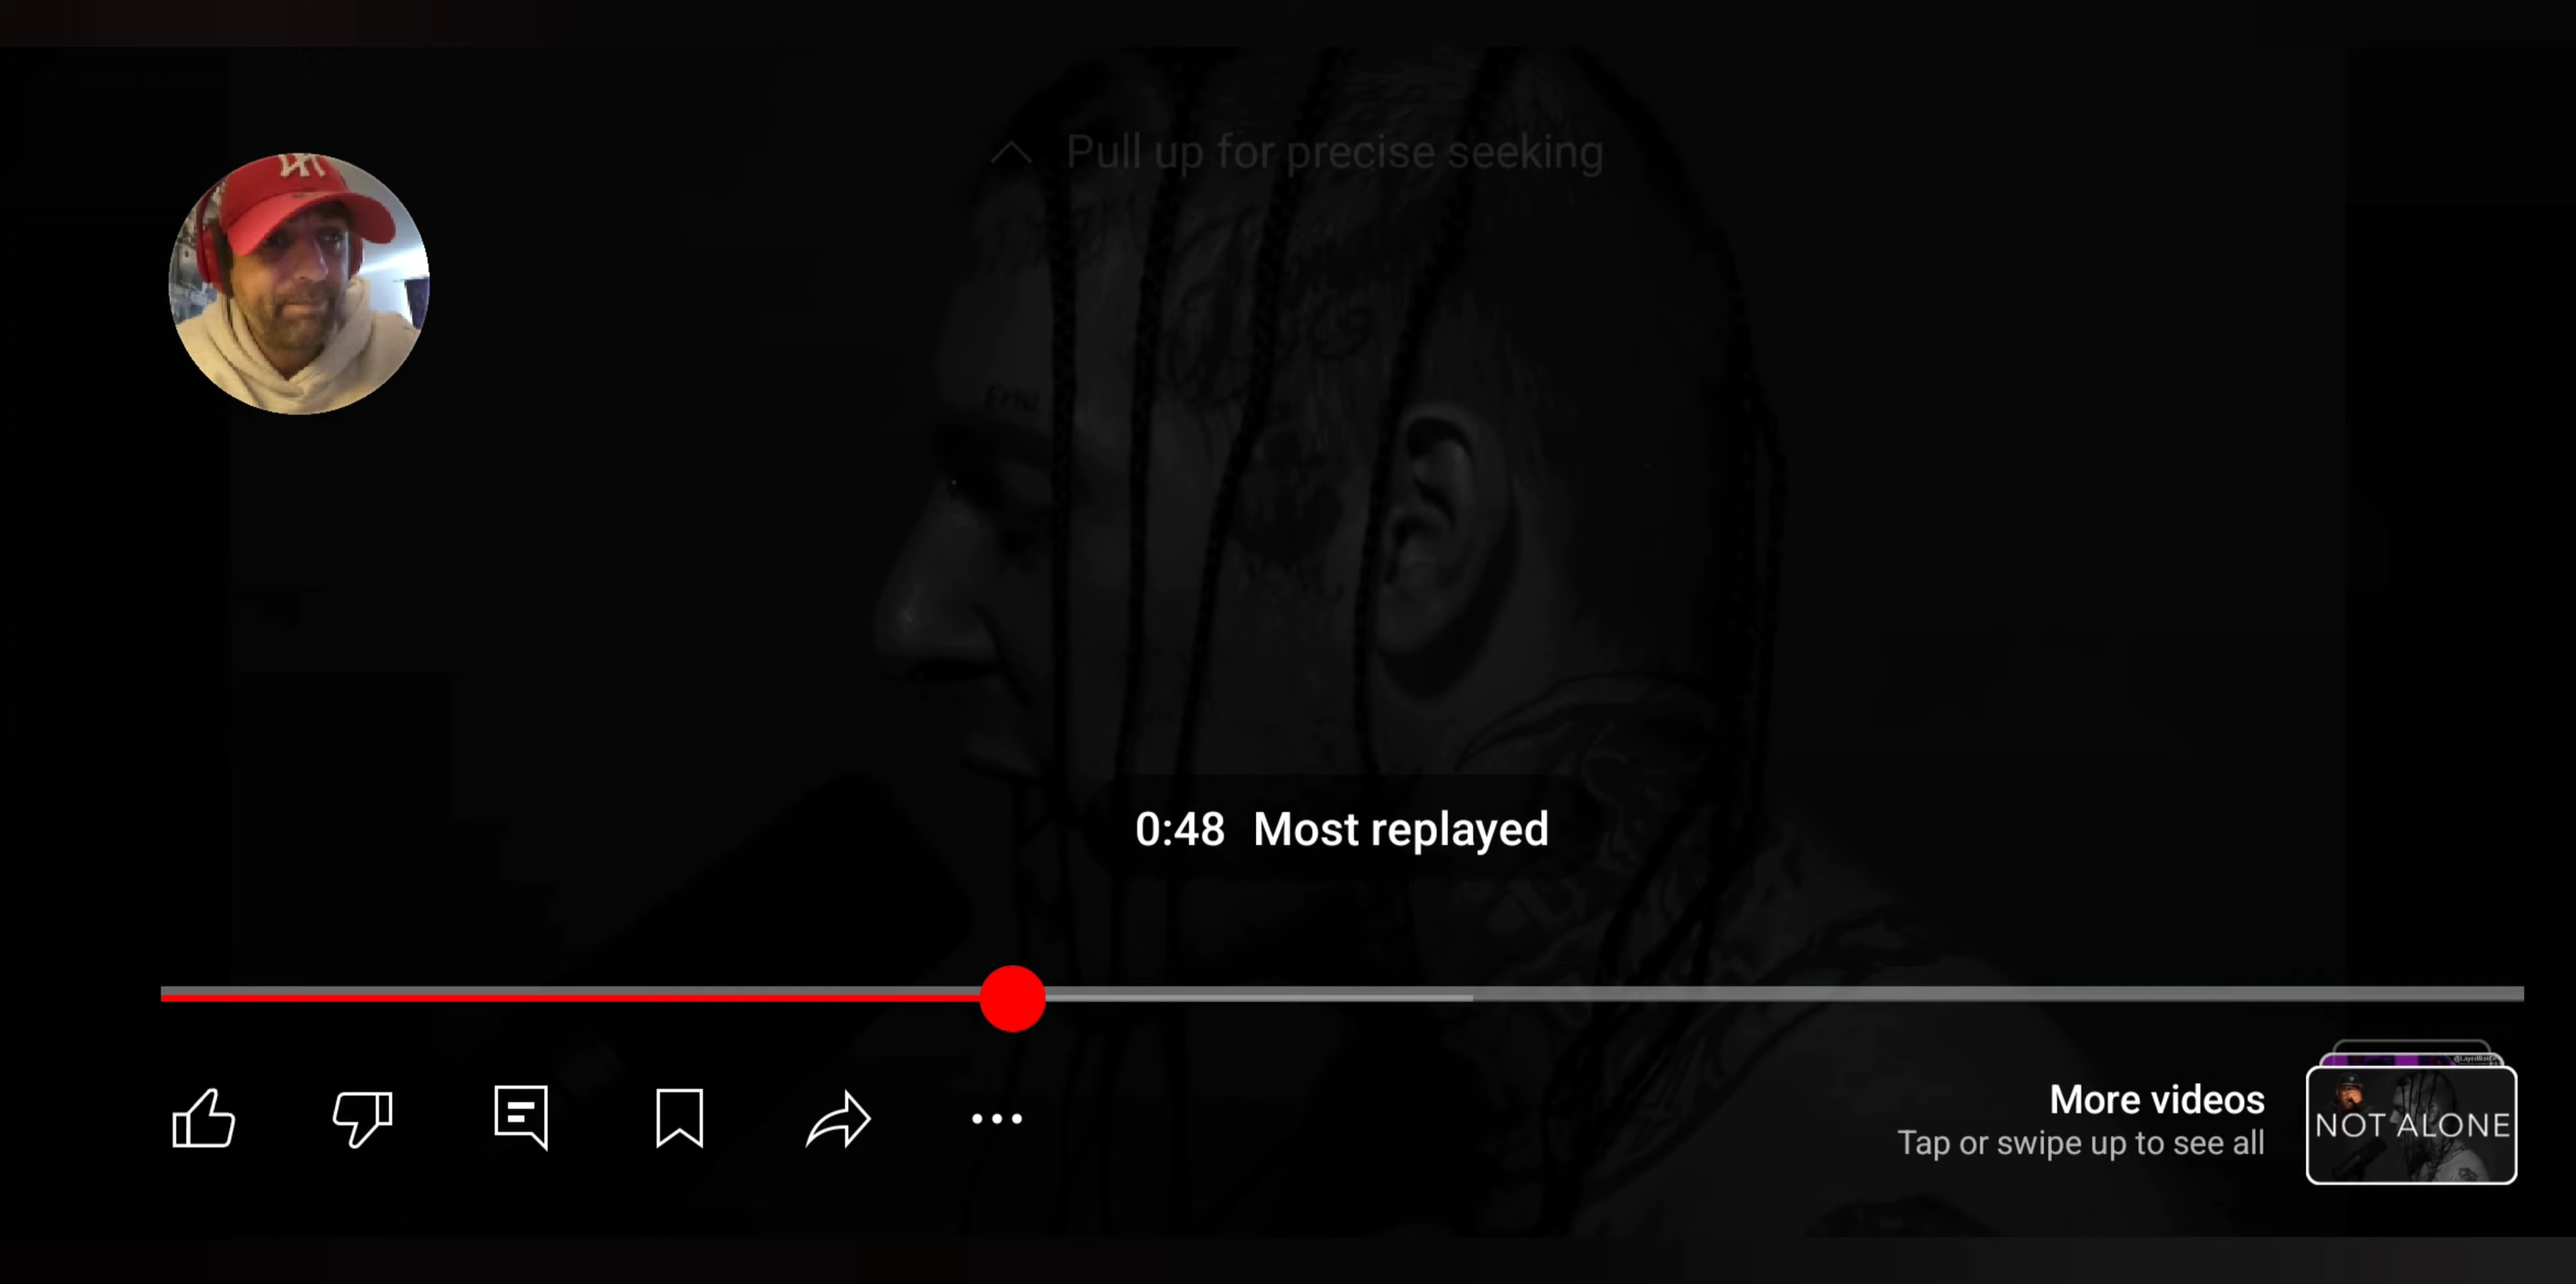 Pull up for precise seeking
0:48 Most replayed
More videos
Tap or swipe up to see all
NOT ALONE